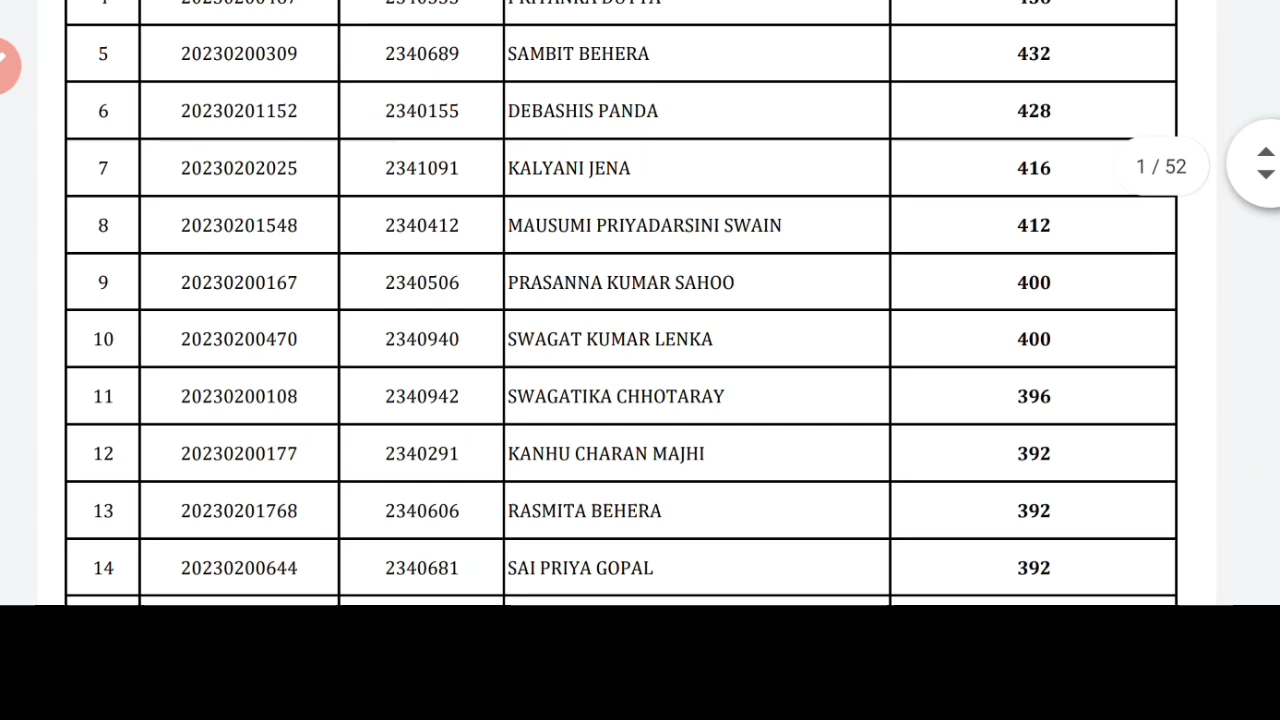 5 20230200309 2340689 SAMBIT BEHERA 432
6 20230201152 2340155 DEBASHIS PANDA 428
7 20230202025 2341091 KALYANI JENA 416
1 / 52
8 20230201548 2340412 MAUSUMI PRIYADARSINI SWAIN 412
9 20230200167 2340506 PRASANNA KUMAR SAHOO 400
10 20230200470 2340940 SWAGAT KUMAR LENKA 400
11 20230200108 2340942 SWAGATIKA CHHOTARAY 396
12 20230200177 2340291 KANHU CHARAN MAJHI 392
13 20230201768 2340606 RASMITA BEHERA 392
14 20230200644 2340681 SAI PRIYA GOPAL 392